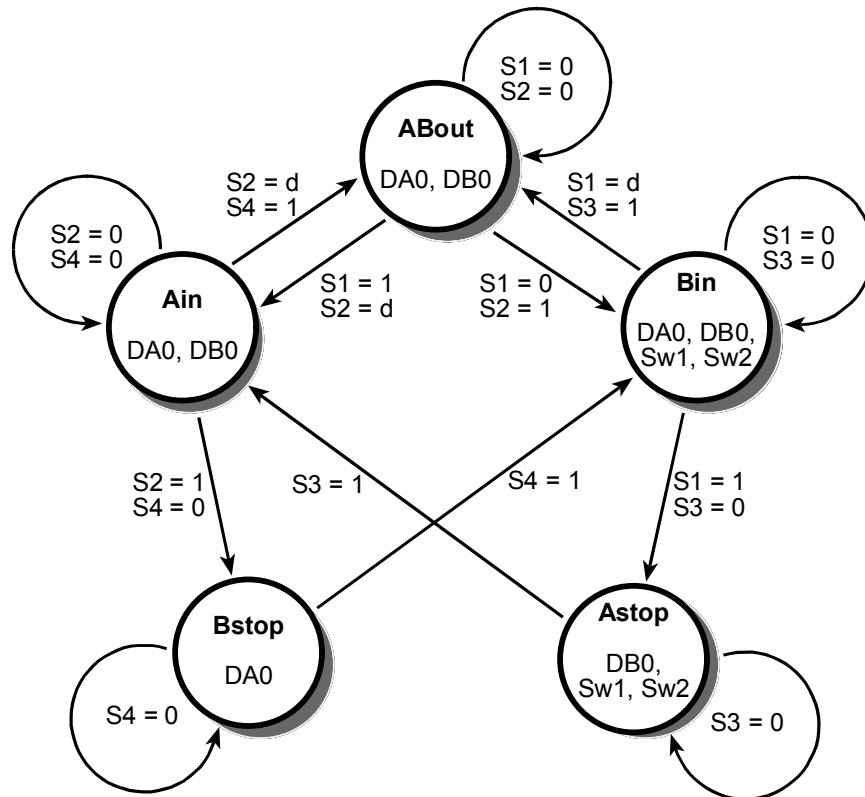 S1 = 0
S2 = 0
ABout
DA0, DB0
S2 = d
S4 = 1
S1 = d
S3 = 1
S2 = 0
S4 = 0
S1 = 0
S3 = 0
Ain
DA0, DB0
S1 = 1
S2 = d
S1 = 0
S2 = 1
Bin
DA0, DB0,
Sw1, Sw2
S2 = 1
S4 = 0
S3 = 1
S4 = 1
S1 = 1
S3 = 0
Bstop
DA0
Astop
DB0,
Sw1, Sw2
S4 = 0
S3 = 0